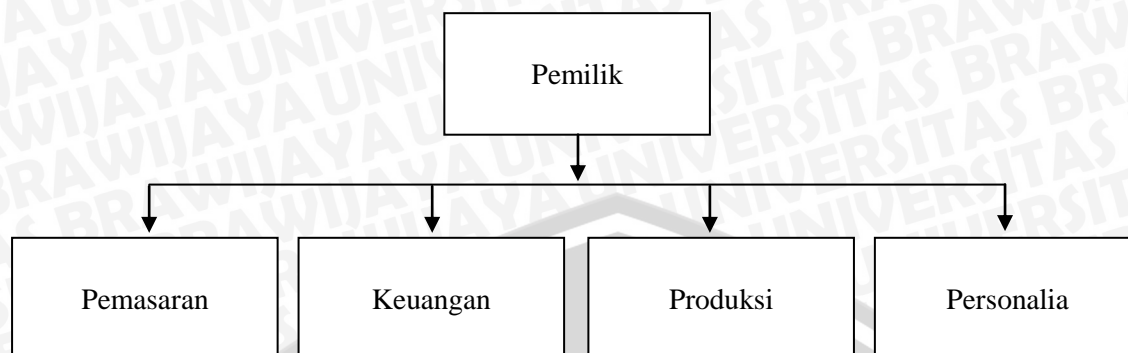 Pemilik
Pemasaran
Keuangan
Produksi
Personalia